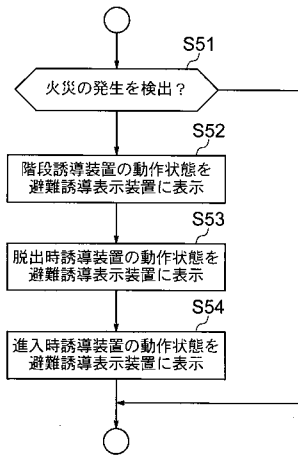 S51
火災の発生を検出？
S52
階段誘導装置の動作状態を
避難誘導表示装置に表示
S53
脱出時誘導装置の動作状態を
避難誘導表示装置に表示
S54
進入時誘導装置の動作状態を
避難誘導表示装置に表示